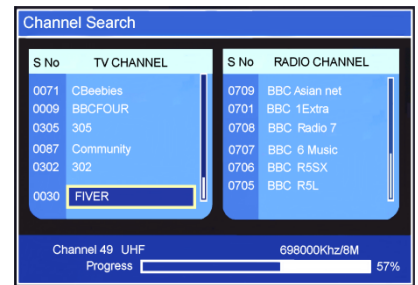 Channel Search
S No TV CHANNEL
0071 CBeebies
0009 BBCFOUR
0305 305
0087 Community
0302 302
0030 FIVER
S No RADIO CHANNEL
0709 BBC Asian net
0701 BBC 1Extra
0708 BBC Radio 7
0707 BBC 6 Music
0706 BBC R5SX
0705 BBC R5L
Channel 49 UHF 698000Khz/8M
Progress 57%